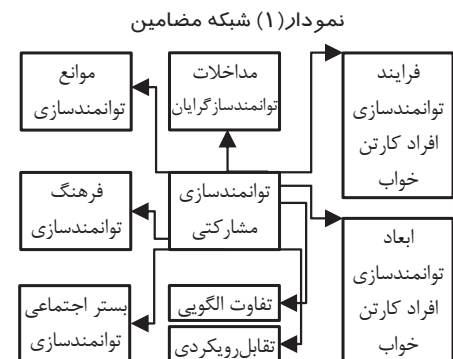 نمودار(۱) شبکه مضامین
فرایند
توانمندسازی
افراد کارتن
خواب
مداخلات
توانمندسازگرایان
موانع
توانمندسازی
توانمندسازی
مشارکتی
فرهنگ
توانمندسازی
ابعاد
توانمندسازی
افراد کارتن
خواب
تفاوت الگویی
تقابل‌رویکردی
بستر اجتماعی
توانمندسازی